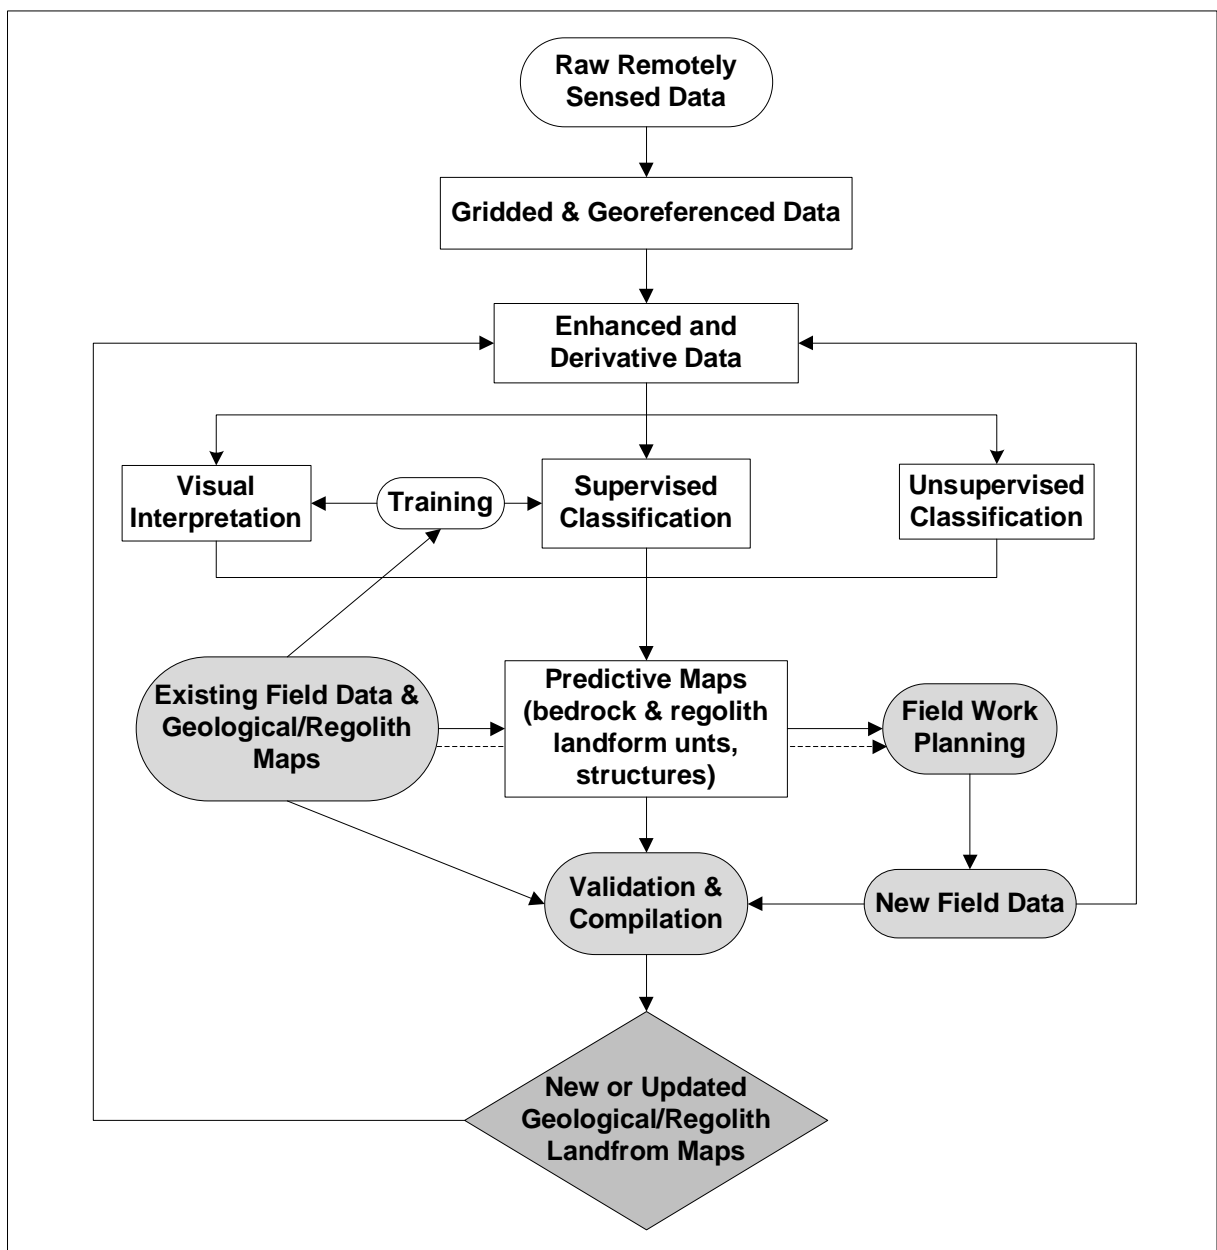 Raw Remotely
Sensed Data
Gridded & Georeferenced Data
Enhanced and
Derivative Data
Visual
Interpretation
Training
Supervised
Classification
Unsupervised
Classification
Existing Field Data &
Geological/Regolith
Maps
Predictive Maps
(bedrock & regolith
landform unts,
structures)
Field Work
Planning
Validation &
Compilation
New Field Data
New or Updated
Geological/Regolith
Landfrom Maps